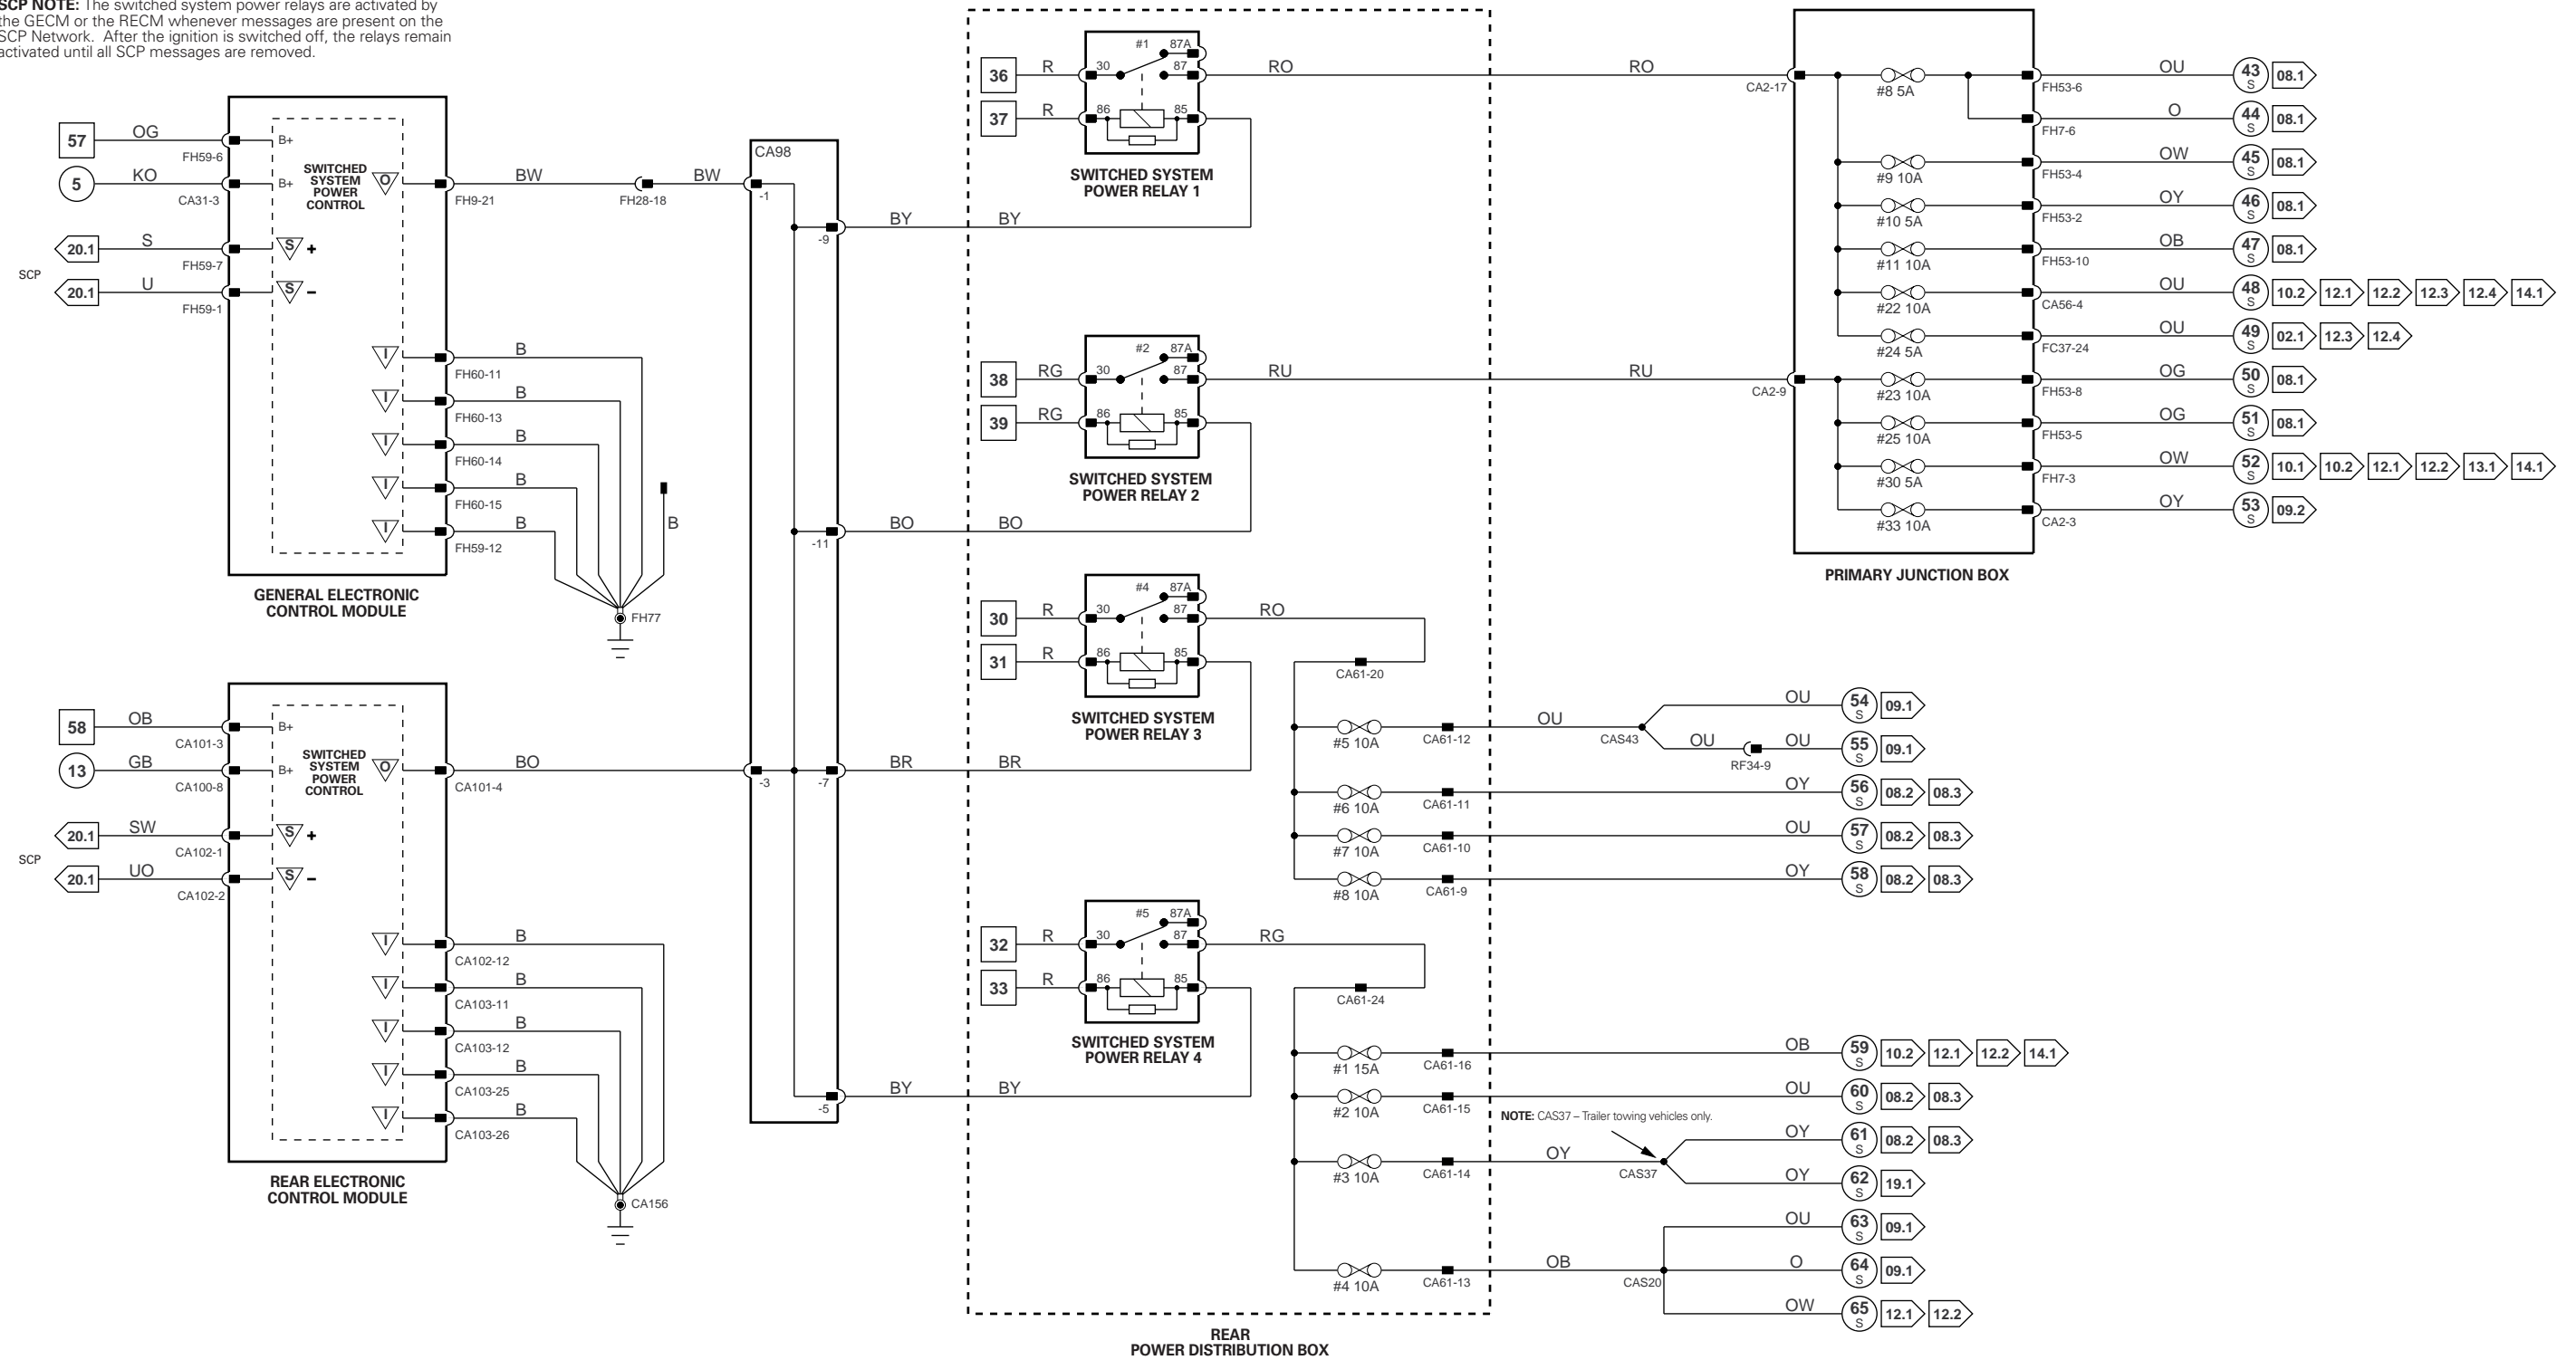 SCP NOTE: The switched system power relays are activated by
the GECM or the RECM whenever messages are present on the
SCP Network. After the ignition is switched off, the relays remain
activated until all SCP messages are removed.
57 OG FH59-6 B+
5 KO CA31-3 B+
SWITCHED
SYSTEM
POWER
CONTROL
O FH9-21 BW FH28-18 BW
SCP
20.1 S FH59-7 S +
20.1 U FH59-1 S –
I FH60-11 B
I FH60-13 B
I FH60-14 B
I FH60-15 B
I FH59-12 B
B
FH77
GENERAL ELECTRONIC
CONTROL MODULE
58 OB CA101-3 B+
13 GB CA100-8 B+
SWITCHED
SYSTEM
POWER
CONTROL
O CA101-4 BO
SCP
20.1 SW CA102-1 S +
20.1 UO CA102-2 S –
I CA102-12 B
I CA103-11 B
I CA103-12 B
I CA103-25 B
I CA103-26 B
CA156
REAR ELECTRONIC
CONTROL MODULE
CA98
-1
-9 BY BY
-11 BO BO
-3 -7 BR BR
-5 BY BY
36 R 30 #1 87A 87 RO RO CA2-17
37 R 86 85
SWITCHED SYSTEM
POWER RELAY 1
38 RG 30 #2 87A 87 RU RU CA2-9
39 RG 86 85
SWITCHED SYSTEM
POWER RELAY 2
30 R 30 #4 87A 87 RO
31 R 86 85 CA61-20
SWITCHED SYSTEM
POWER RELAY 3
32 R 30 #5 87A 87 RG
33 R 86 85 CA61-24
SWITCHED SYSTEM
POWER RELAY 4
#8 5A FH53-6 OU 43 S 08.1
FH7-6 O 44 S 08.1
#9 10A FH53-4 OW 45 S 08.1
#10 5A FH53-2 OY 46 S 08.1
#11 10A FH53-10 OB 47 S 08.1
#22 10A CA56-4 OU 48 S 10.2 12.1 12.2 12.3 12.4 14.1
#24 5A FC37-24 OU 49 S 02.1 12.3 12.4
#23 10A FH53-8 OG 50 S 08.1
#25 10A FH53-5 OG 51 S 08.1
#30 5A FH7-3 OW 52 S 10.1 10.2 12.1 12.2 13.1 14.1
#33 10A CA2-3 OY 53 S 09.2
PRIMARY JUNCTION BOX
#5 10A CA61-12 OU CAS43 OU 54 S 09.1
OU RF34-9 OU 55 S 09.1
#6 10A CA61-11 OY 56 S 08.2 08.3
#7 10A CA61-10 OU 57 S 08.2 08.3
#8 10A CA61-9 OY 58 S 08.2 08.3
#1 15A CA61-16 OB 59 S 10.2 12.1 12.2 14.1
#2 10A CA61-15 OU 60 S 08.2 08.3
NOTE: CAS37 – Trailer towing vehicles only.
#3 10A CA61-14 OY CAS37 OY 61 S 08.2 08.3
OY 62 S 19.1
OU 63 S 09.1
#4 10A CA61-13 OB CAS20 O 64 S 09.1
OW 65 S 12.1 12.2
REAR
POWER DISTRIBUTION BOX